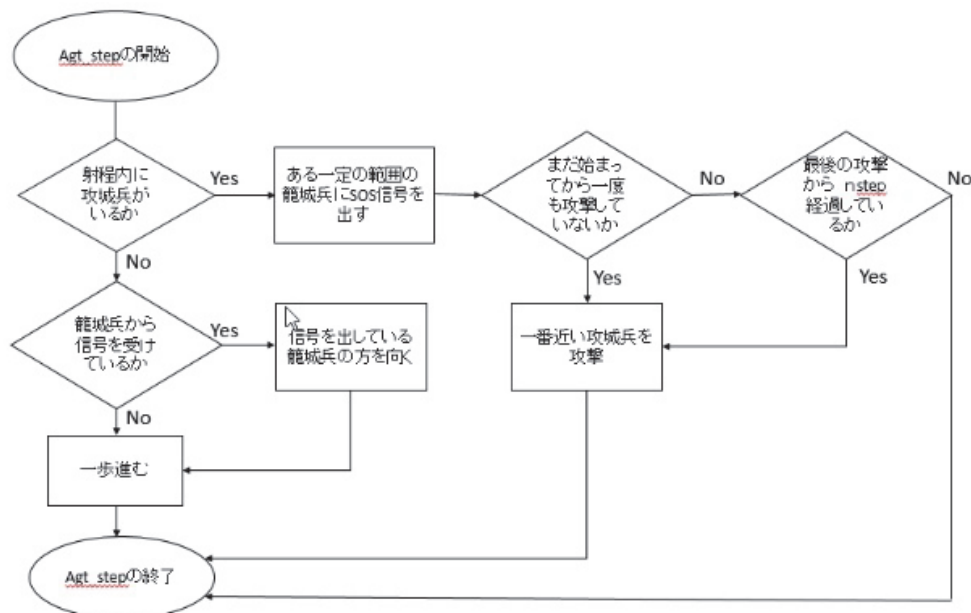 Agt_stepの開始
射程内に
攻城兵が
いるか
Yes
ある一定の範囲の
籠城兵にSOS信号を
出す
まだ始まっ
てから一度
も攻撃して
いないか
No
最後の攻撃
から nstep
経過してい
るか
No
No
Yes
Yes
籠城兵から
信号を受け
ているか
Yes
信号を出している
籠城兵の方を向く
一番近い攻城兵を
攻撃
No
一歩進む
Agt_stepの終了